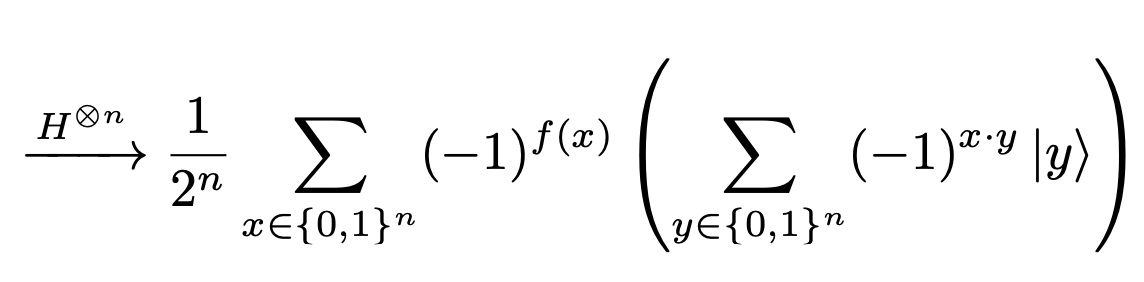 $\xrightarrow{H^{\otimes n}} \frac{1}{2^n} \sum_{x \in \{0,1\}^n} (-1)^{f(x)} \left( \sum_{y \in \{0,1\}^n} (-1)^{x \cdot y} |y\rangle \right)$